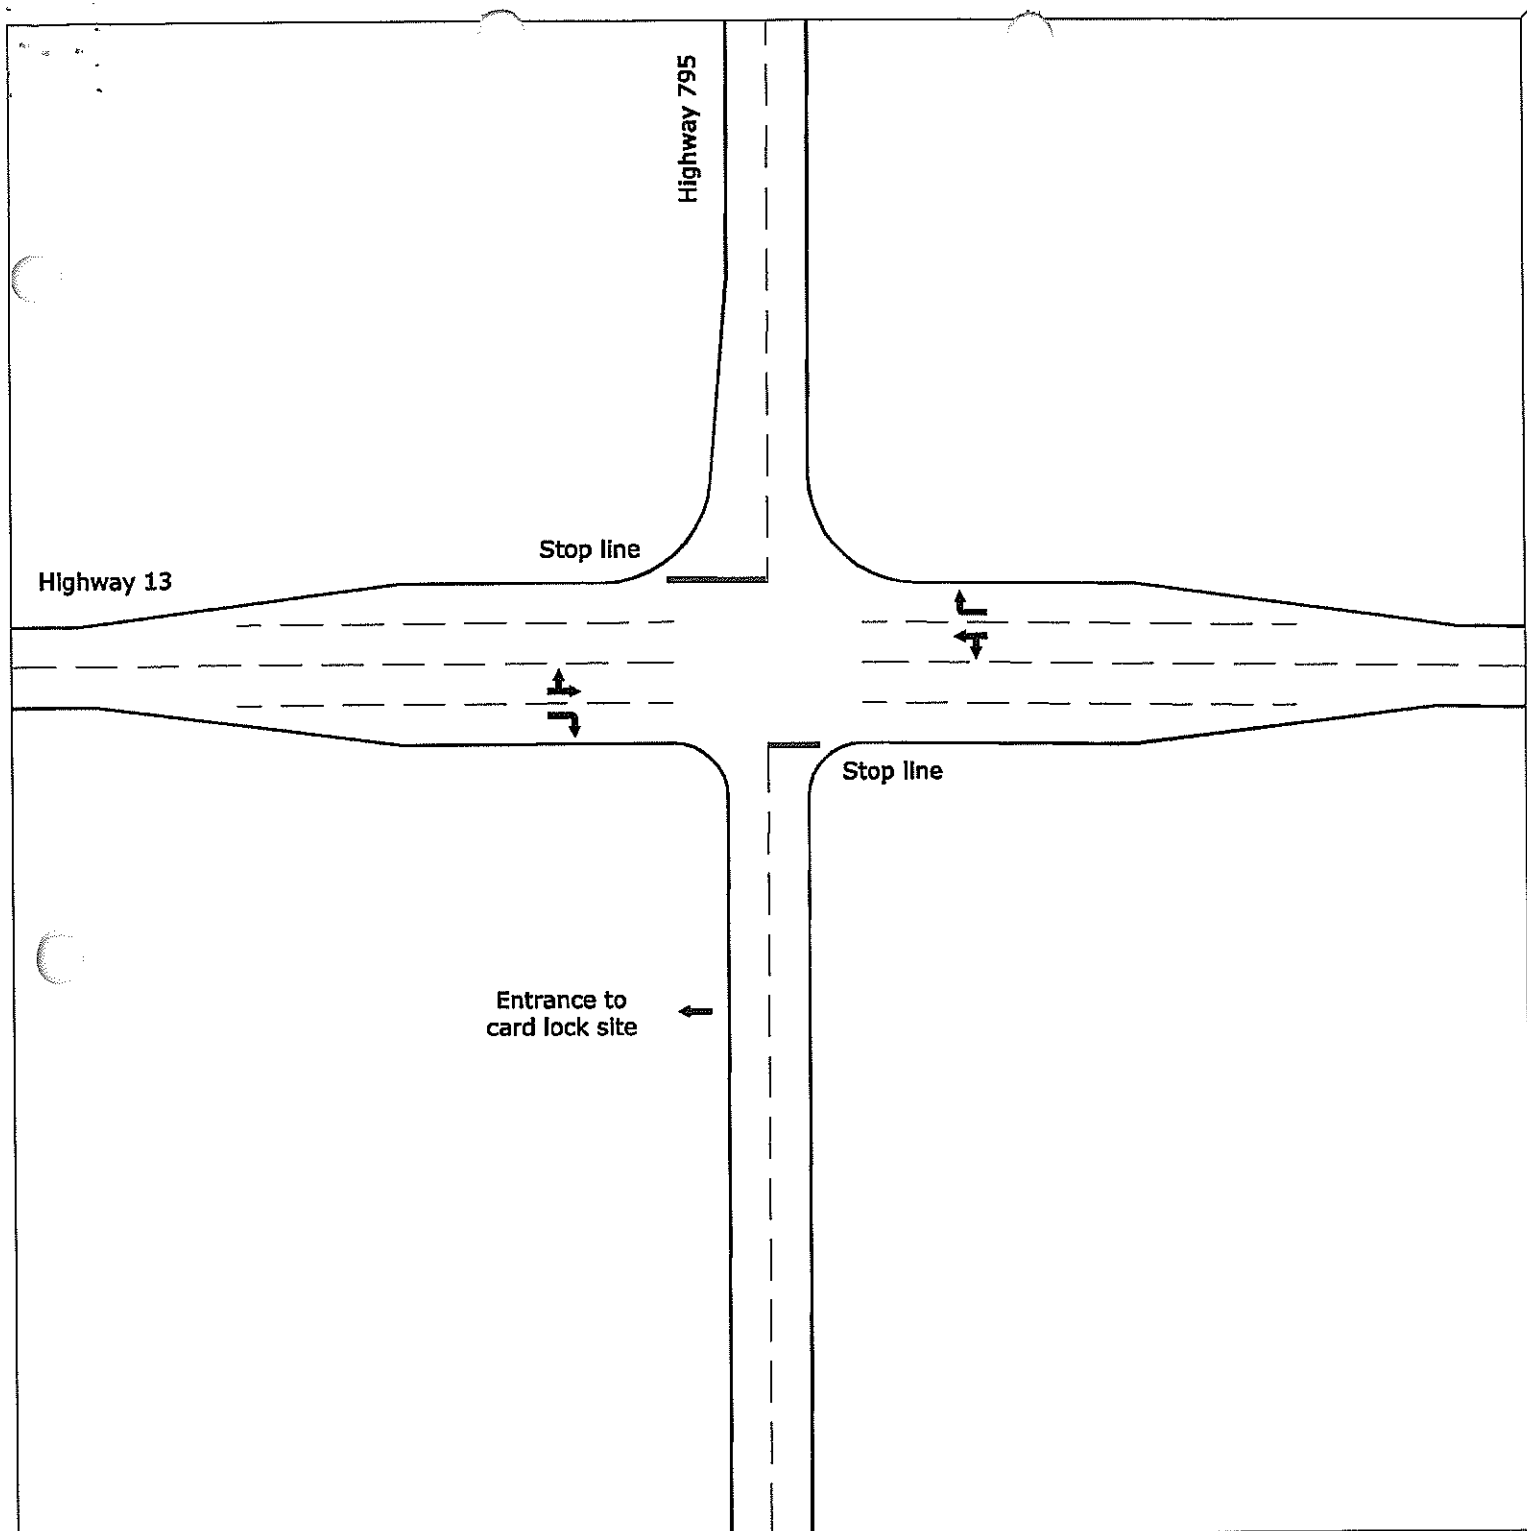 Highway 795
Stop line
Highway 13
Stop line
Entrance to
card lock site